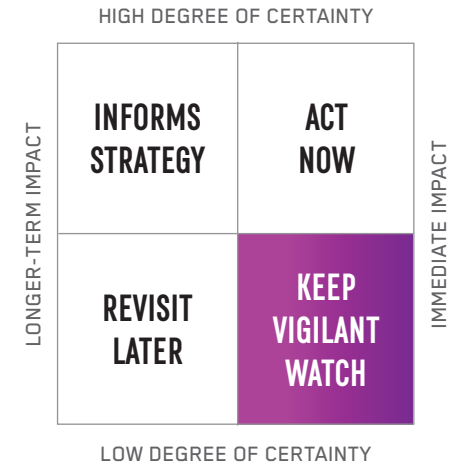 HIGH DEGREE OF CERTAINTY
LONGER-TERM IMPACT
INFORMS
STRATEGY
ACT
NOW
IMMEDIATE IMPACT
REVISIT
LATER
KEEP
VIGILANT
WATCH
LOW DEGREE OF CERTAINTY